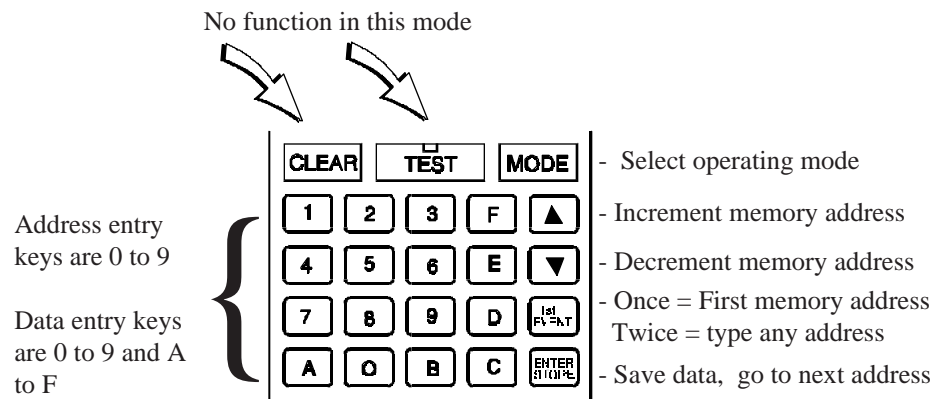 No function in this mode
CLEAR TEST MODE - Select operating mode
1 2 3 F ▲ - Increment memory address
Address entry
keys are 0 to 9
4 5 6 E ▼ - Decrement memory address
7 8 9 D 1st EVENT - Once = First memory address
Twice = type any address
Data entry keys
are 0 to 9 and A
to F
A O B C ENTER
STORE - Save data, go to next address